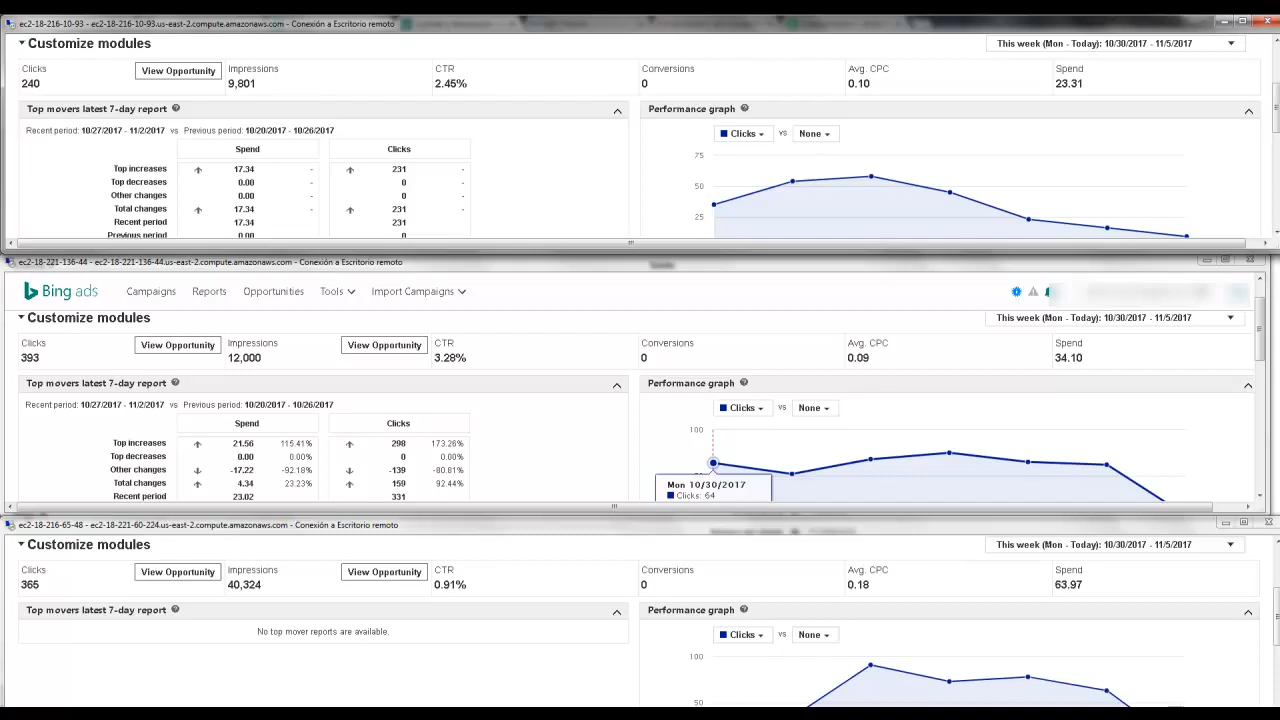 ec2-18-216-10-93 - ec2-18-216-10-93.us-east-2.compute.amazonaws.com - Conexión a Escritorio remoto
Customize modules
This week (Mon - Today): 10/30/2017 - 11/5/2017
Clicks View Opportunity Impressions CTR Conversions Avg. CPC Spend
240 9,801 2.45% 0 0.10 23.31
Top movers latest 7-day report
Performance graph
Recent period: 10/27/2017 - 11/2/2017 vs Previous period: 10/20/2017 - 10/26/2017
Clicks vs None
Spend Clicks
Top increases 17.34 - 231 -
Top decreases 0.00 - 0 -
Other changes 0.00 - 0 -
Total changes 17.34 - 231 -
Recent period 17.34 231
Previous period 0.00 0
75
50
25
ec2-18-221-136-44 - ec2-18-221-136-44.us-east-2.compute.amazonaws.com - Conexión a Escritorio remoto
Bing ads Campaigns Reports Opportunities Tools Import Campaigns
Customize modules
This week (Mon - Today): 10/30/2017 - 11/5/2017
Clicks View Opportunity Impressions View Opportunity CTR Conversions Avg. CPC Spend
393 12,000 3.28% 0 0.09 34.10
Top movers latest 7-day report
Performance graph
Recent period: 10/27/2017 - 11/2/2017 vs Previous period: 10/20/2017 - 10/26/2017
Clicks vs None
Spend Clicks
Top increases 21.56 115.41% 298 173.26%
Top decreases 0.00 0.00% 0 0.00%
Other changes -17.22 -92.18% -139 -80.81%
Total changes 4.34 23.23% 159 92.44%
Recent period 23.02 331
100
Mon 10/30/2017
Clicks: 64
ec2-18-216-65-48 - ec2-18-221-60-224.us-east-2.compute.amazonaws.com - Conexión a Escritorio remoto
Customize modules
This week (Mon - Today): 10/30/2017 - 11/5/2017
Clicks View Opportunity Impressions View Opportunity CTR Conversions Avg. CPC Spend
365 40,324 0.91% 0 0.18 63.97
Top movers latest 7-day report
Performance graph
No top mover reports are available.
Clicks vs None
100
50